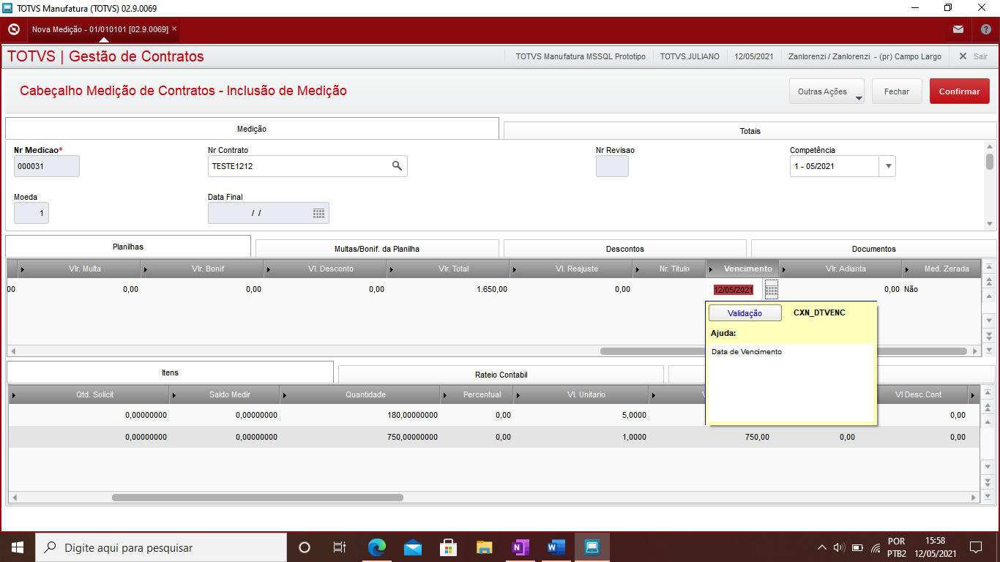 TOTVS Manufatura (TOTVS) 02.9.0069
Nova Medição - 01/010101 [02.9.0069] ×
TOTVS | Gestão de Contratos
TOTVS Manufatura MSSQL Prototipo
TOTVS.JULIANO
12/05/2021
Zanlorenzi / Zanlorenzi - (pr) Campo Largo
Sair
Cabeçalho Medição de Contratos - Inclusão de Medição
Outras Ações
Fechar
Confirmar
Medição
Totais
Nr Medicao*
Nr Contrato
Nr Revisao
Competência
000031
TESTE1212
1 - 05/2021
Moeda
Data Final
1
/ /
Planilhas
Multas/Bonif. da Planilha
Descontos
Documentos
Vlr. Multa
Vlr. Bonif
Vl. Desconto
Vlr. Total
Vl. Reajuste
Nr. Titulo
Vencimento
Vlr. Adianta
Med. Zerada
00
0,00
0,00
0,00
1.650,00
0,00
12/05/2021
0,00
Não
Validação
CXN_DTVENC
Ajuda:
Data de Vencimento
Itens
Rateio Contabil
Qtd. Solicit
Saldo Medir
Quantidade
Percentual
Vl. Unitario
Vl Desc.Cont
0,00000000
0,00000000
180,00000000
0,00
5,0000
0,00
0,00000000
0,00000000
750,00000000
0,00
1,0000
750,00
0,00
0,00
Digite aqui para pesquisar
POR
PTB2
15:58
12/05/2021